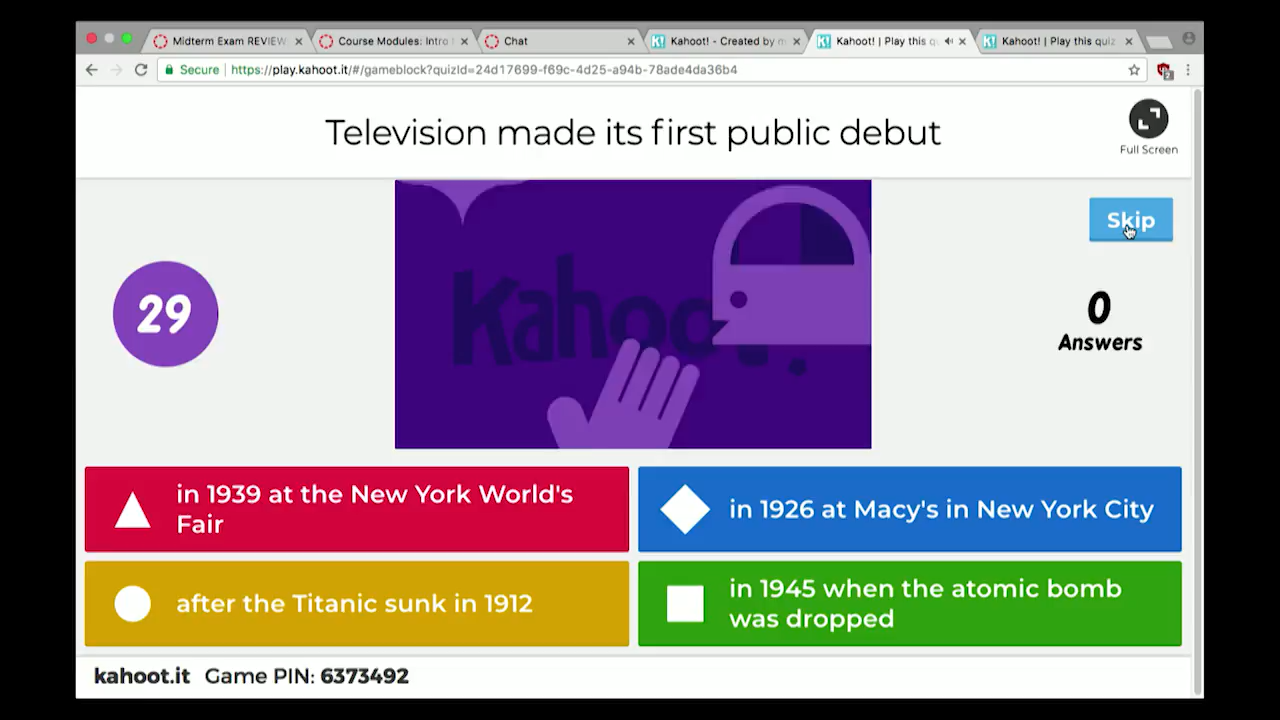 Midterm Exam REVIEW
Course Modules: Intro t
Chat
Kahoot! - Created by m
Kahoot! | Play this q
Kahoot! | Play this quiz
Secure
https://play.kahoot.it/#/gameblock?quizId=24d17699-f69c-4d25-a94b-78ade4da36b4
Television made its first public debut
Full Screen
Skip
Kahoot!
29
0
Answers
in 1939 at the New York World's
Fair
in 1926 at Macy's in New York City
after the Titanic sunk in 1912
in 1945 when the atomic bomb
was dropped
kahoot.it Game PIN: 6373492